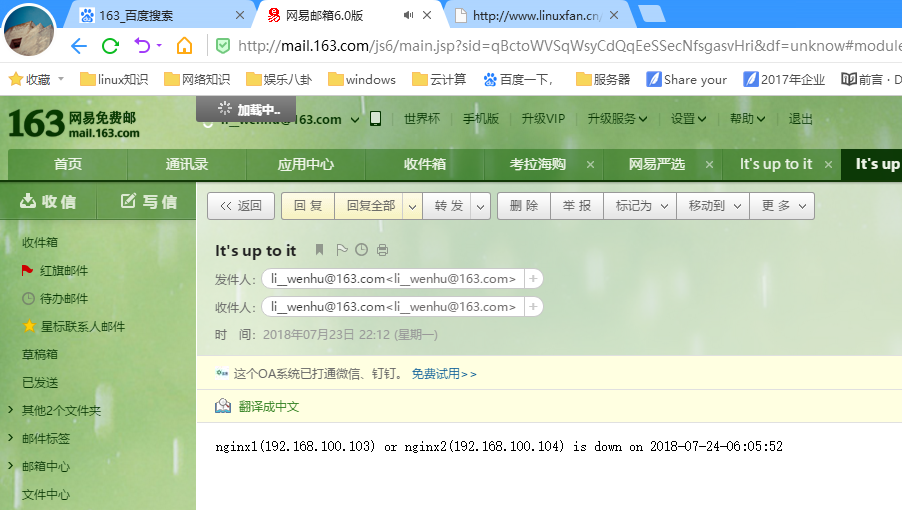 163_百度搜索
网易邮箱6.0版
http://www.linuxfan.cn
http://mail.163.com/js6/main.jsp?sid=qBctoWVSqWsyCdQqEeSSecNfsgasvHri&df=unknow#module
收藏 linux知识 网络知识 娱乐八卦 windows 云计算 百度一下, 服务器 Share your 2017年企业 前言 · D
163 网易免费邮
mail.163.com
加载中..
li__wenhu@163.com 世界杯 手机版 升级VIP 升级服务 设置 帮助 退出
首页 通讯录 应用中心 收件箱 考拉海购 网易严选 It's up to it It's up
收信 写信
<< 返回 回复 回复全部 转发 删除 举报 标记为 移动到 更多
收件箱
红旗邮件
待办邮件
星标联系人邮件
草稿箱
已发送
其他2个文件夹
邮件标签
邮箱中心
文件中心
It's up to it
发件人: li__wenhu@163.com<li__wenhu@163.com> +
收件人: li__wenhu@163.com<li__wenhu@163.com> +
时 间: 2018年07月23日 22:12 (星期一)
这个OA系统已打通微信、钉钉。 免费试用>>
翻译成中文
nginx1(192.168.100.103) or nginx2(192.168.100.104) is down on 2018-07-24-06:05:52